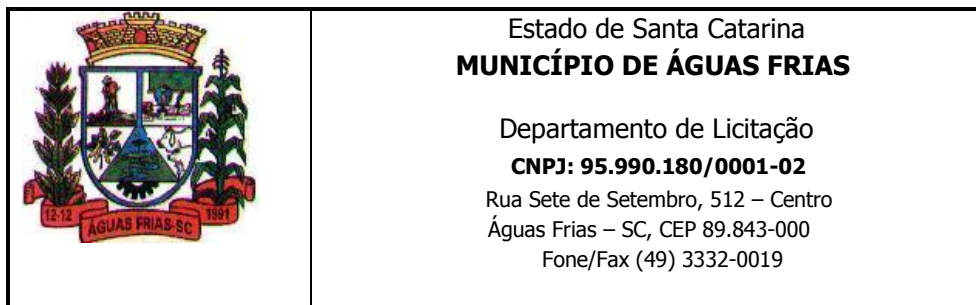 12-12
ÁGUAS FRIAS-SC
1991
Estado de Santa Catarina
MUNICÍPIO DE ÁGUAS FRIAS
Departamento de Licitação
CNPJ: 95.990.180/0001-02
Rua Sete de Setembro, 512 – Centro
Águas Frias – SC, CEP 89.843-000
Fone/Fax (49) 3332-0019